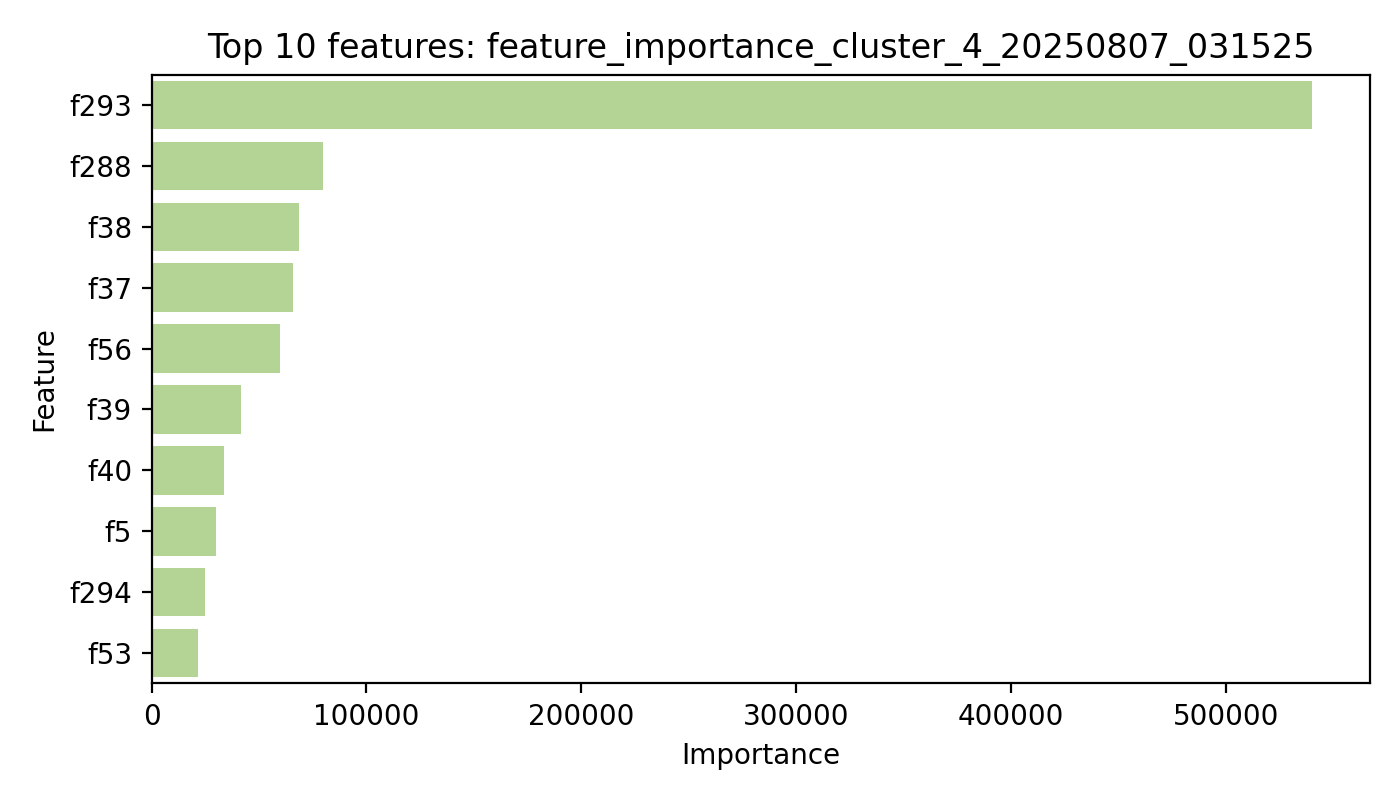 Top 10 features: feature_importance_cluster_4_20250807_031525
f293
f288
f38
f37
f56
f39
f40
f5
f294
f53
Feature
0 100000 200000 300000 400000 500000
Importance